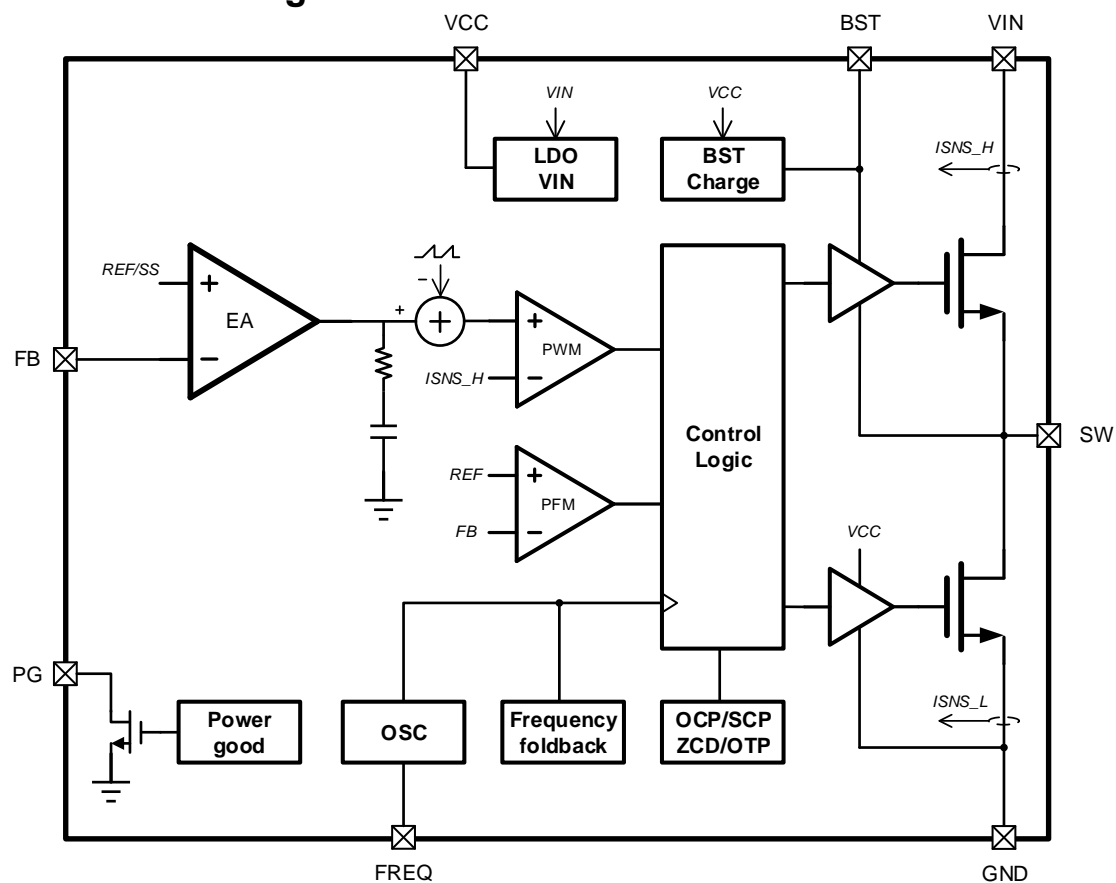 VCC
BST
VIN
VIN
VCC
LDO
VIN
BST
Charge
ISNS_H
REF/SS
+
EA
−
FB
−
+
+
+
PWM
ISNS_H
−
Control
Logic
SW
REF
+
PFM
FB
−
VCC
PG
Power
good
OSC
Frequency
foldback
OCP/SCP
ZCD/OTP
ISNS_L
FREQ
GND